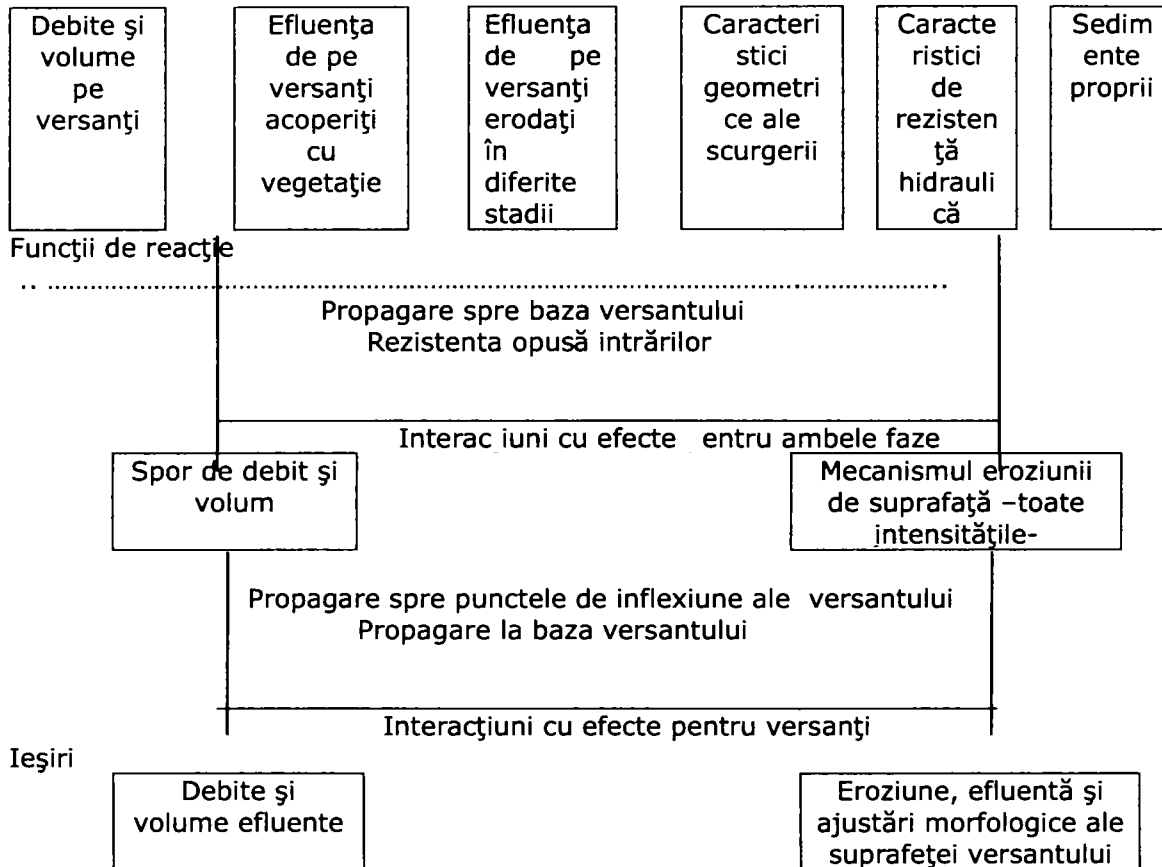 Debite şi
volume
pe
versanţi
Efluenţa
de pe
versanţi
acoperiţi
cu
vegetaţie
Efluenţa
de pe
versanţi
erodaţi
în
diferite
stadii
Caracteri
stici
geometri
ce ale
scurgerii
Caracte
ristici
de
rezisten
ţă
hidrauli
că
Sedim
ente
proprii
Funcţii de reacţie
Propagare spre baza versantului
Rezistenta opusă intrărilor
Interac iuni cu efecte entru ambele faze
Spor de debit şi
volum
Mecanismul eroziunii
de suprafaţă –toate
intensităţile-
Propagare spre punctele de inflexiune ale versantului
Propagare la baza versantului
Interacţiuni cu efecte pentru versanţi
Ieşiri
Debite şi
volume efluente
Eroziune, efluentă şi
ajustări morfologice ale
suprafeţei versantului